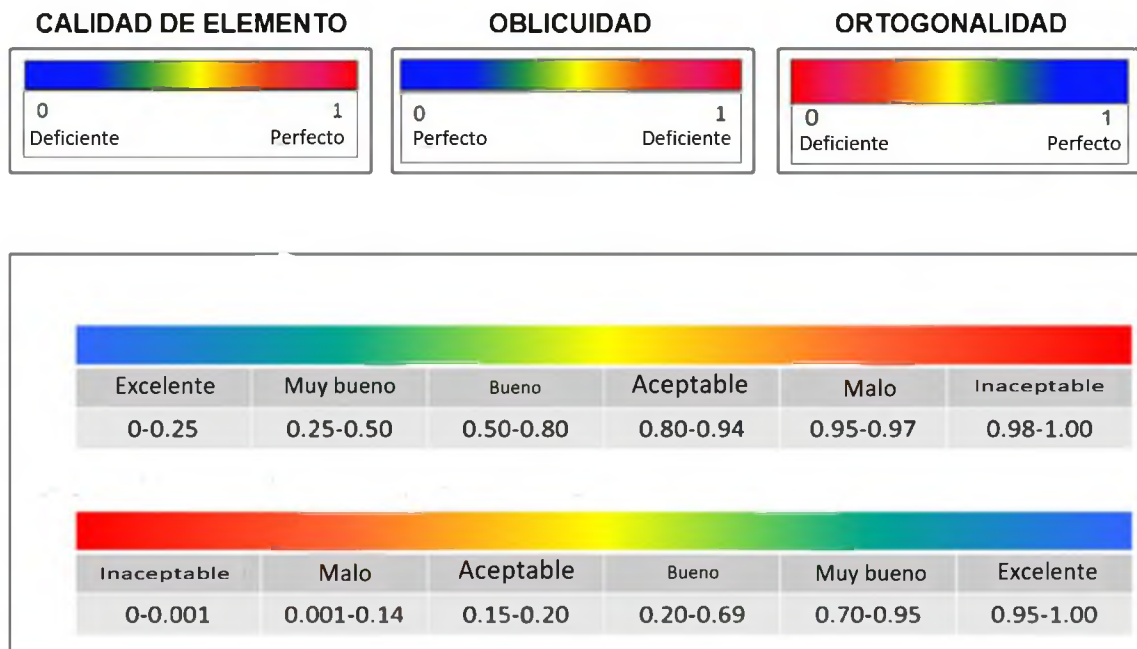 CALIDAD DE ELEMENTO OBLICUIDAD ORTOGONALIDAD
0 1 0 1 0 1
Deficiente Perfecto Perfecto Deficiente Deficiente Perfecto
Excelente Muy bueno Bueno Aceptable Malo Inaceptable
0-0.25 0.25-0.50 0.50-0.80 0.80-0.94 0.95-0.97 0.98-1.00
Inaceptable Malo Aceptable Bueno Muy bueno Excelente
0-0.001 0.001-0.14 0.15-0.20 0.20-0.69 0.70-0.95 0.95-1.00